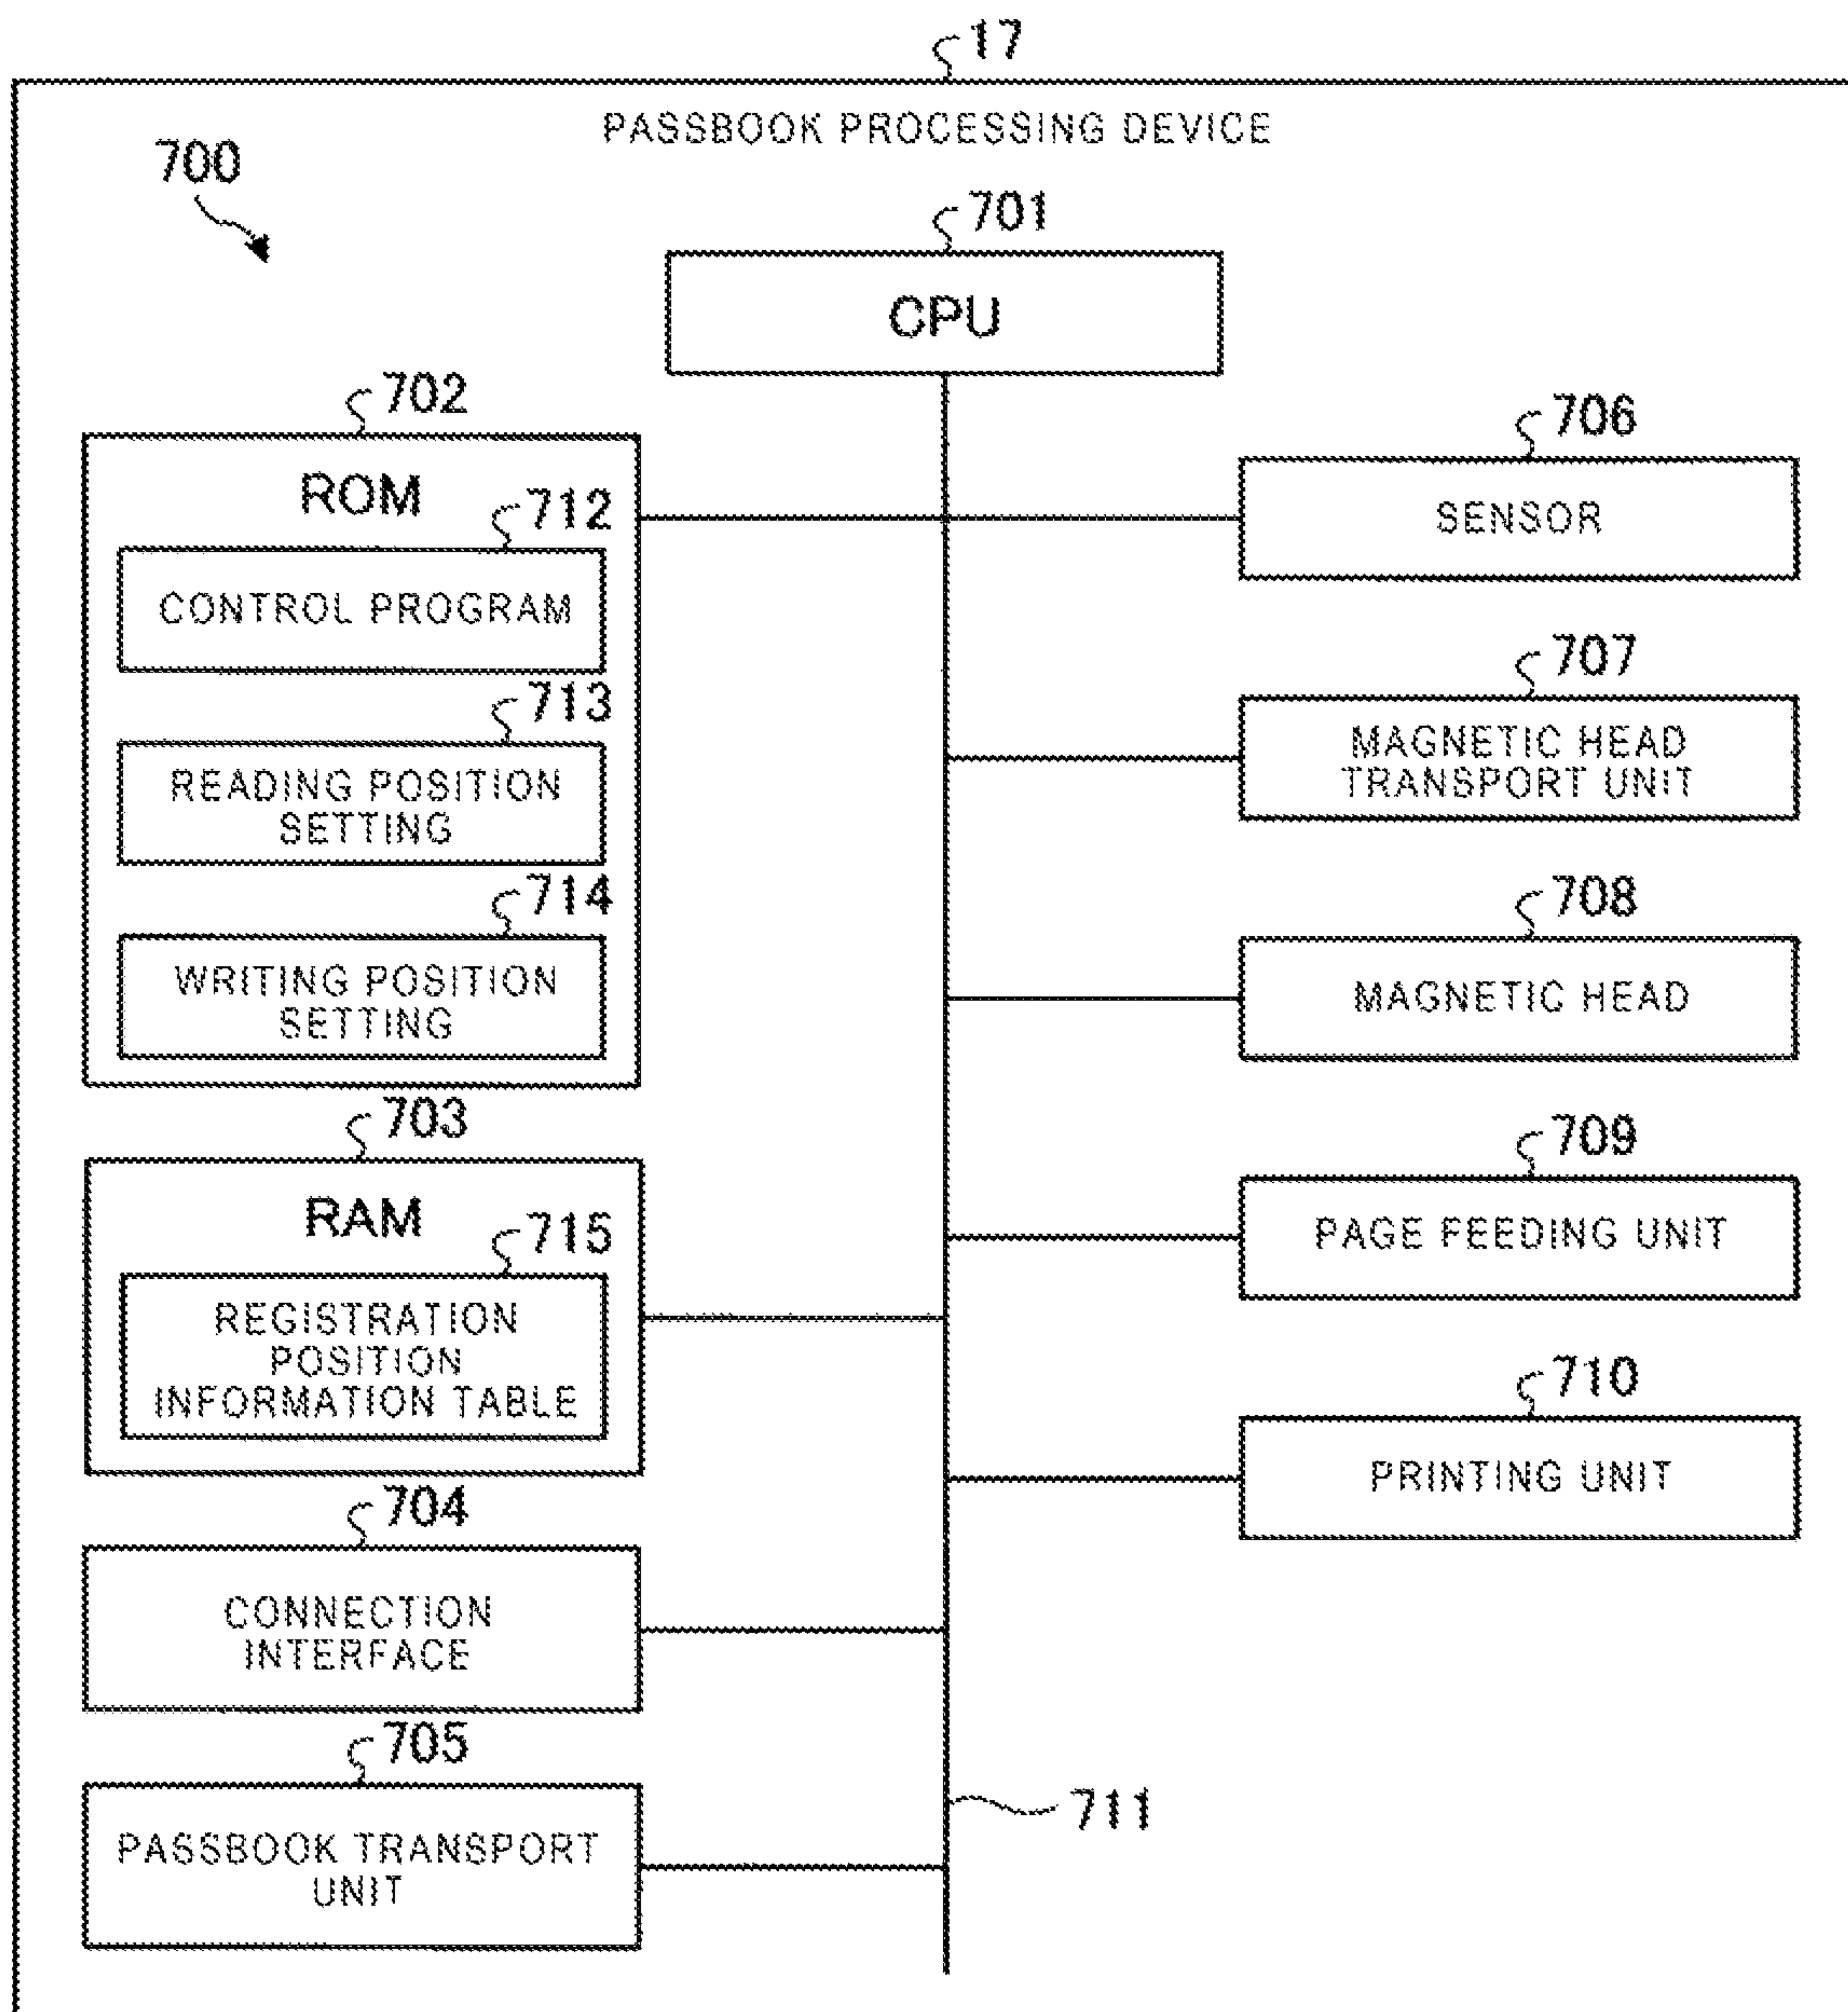 17
PASSBOOK PROCESSING DEVICE
700
701
CPU
702
ROM
712
CONTROL PROGRAM
713
READING POSITION
SETTING
714
WRITING POSITION
SETTING
703
RAM
715
REGISTRATION
POSITION
INFORMATION TABLE
704
CONNECTION
INTERFACE
705
PASSBOOK TRANSPORT
UNIT
706
SENSOR
707
MAGNETIC HEAD
TRANSPORT UNIT
708
MAGNETIC HEAD
709
PAGE FEEDING UNIT
710
PRINTING UNIT
711